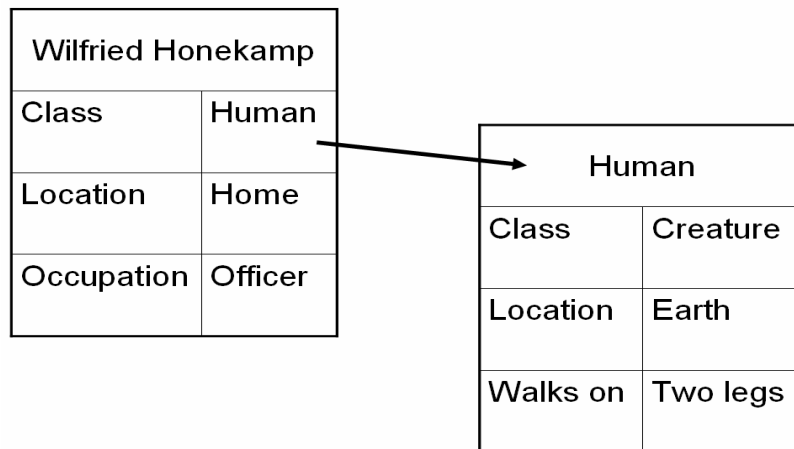 Wilfried Honekamp
Class Human
Location Home
Occupation Officer
Human
Class Creature
Location Earth
Walks on Two legs